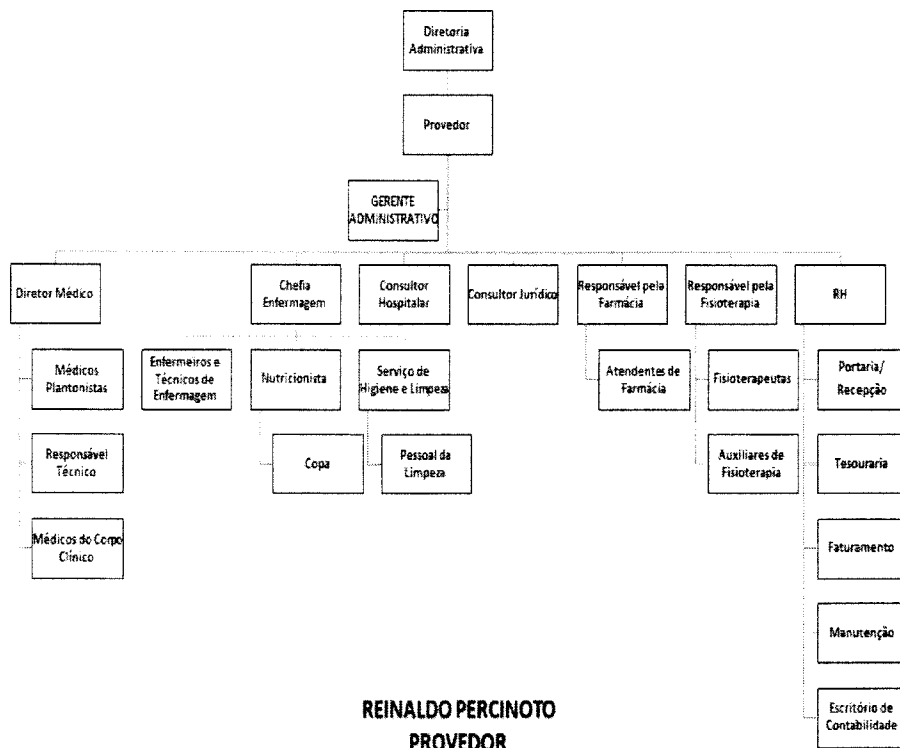 Diretoria
Administrativa
Provedor
GERENTE
ADMINISTRATIVO
Diretor Médico
Chefia
Enfermagem
Consultor
Hospitalar
Consultor Jurídico
Responsável pela
Farmácia
Responsável pela
Fisioterapia
RH
Médicos
Plantonistas
Enfermeiros e
Técnicos de
Enfermagem
Nutricionista
Serviço de
Higiene e Limpeza
Atendentes de
Farmácia
Fisioterapeutas
Portaria/
Recepção
Responsável
Técnico
Copa
Pessoal da
Limpeza
Auxiliares de
Fisioterapia
Tesouraria
Médicos do Corpo
Clínico
Faturamento
Manutenção
Escritório de
Contabilidade
REINALDO PERCINOTO
PROVEDOR